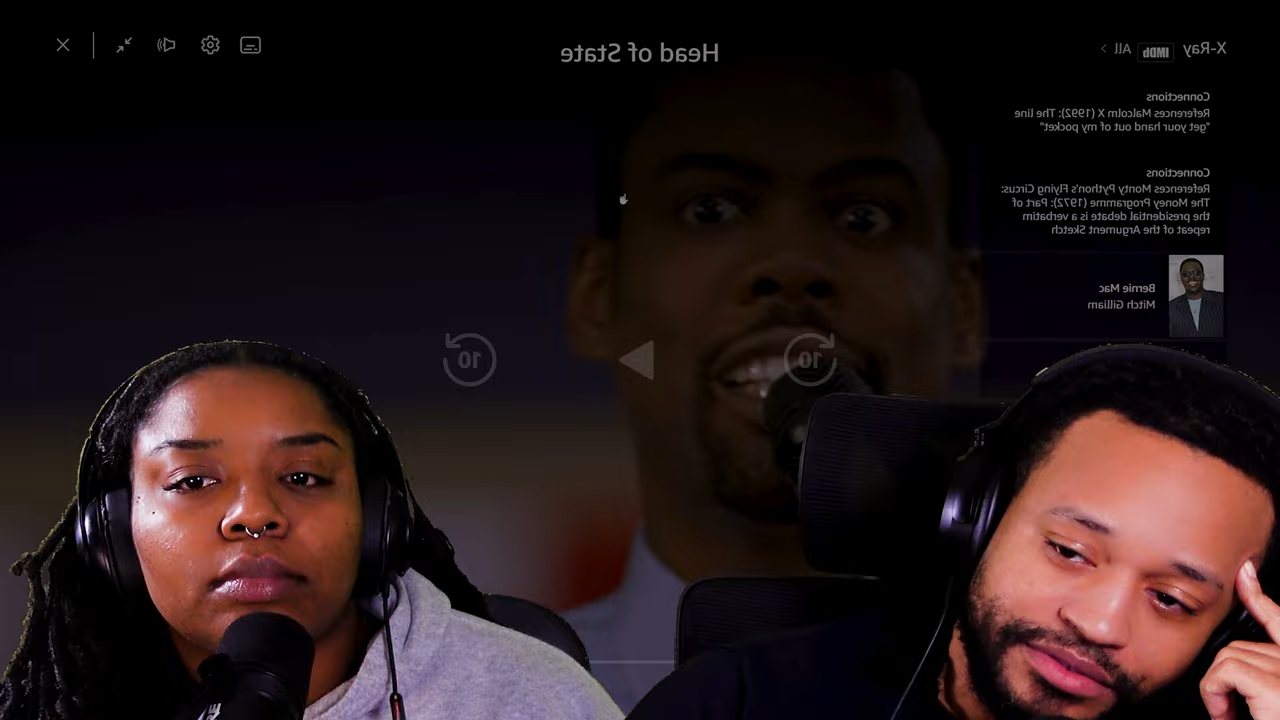 Head of State
X-Ray IMDb All
Connections
References Malcolm X (1992): The line
"get your hand out of my pocket"
Connections
References Monty Python's Flying Circus:
The Money Programme (1972): Part of
the presidential debate is a verbatim
repeat of the Argument Sketch
Bernie Mac
Mitch Gilliam
10
10